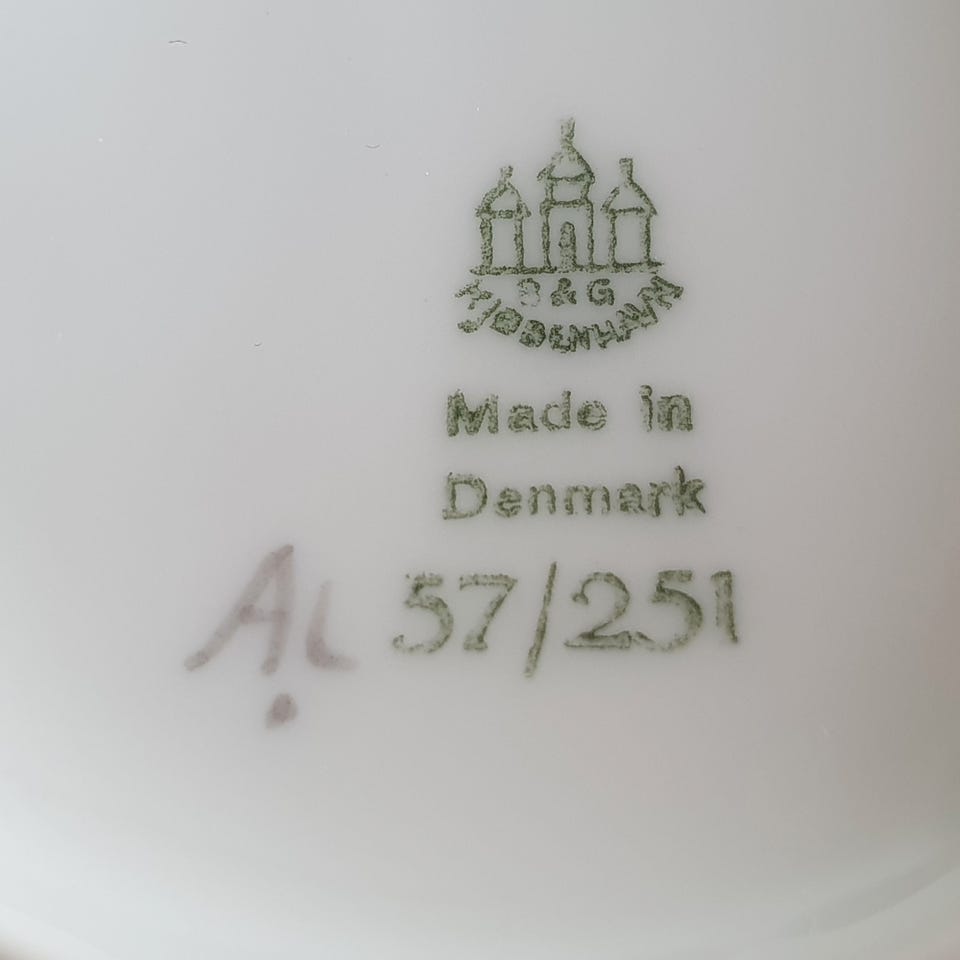 B & G
KJØBENHAVN
Made in
Denmark
57/251